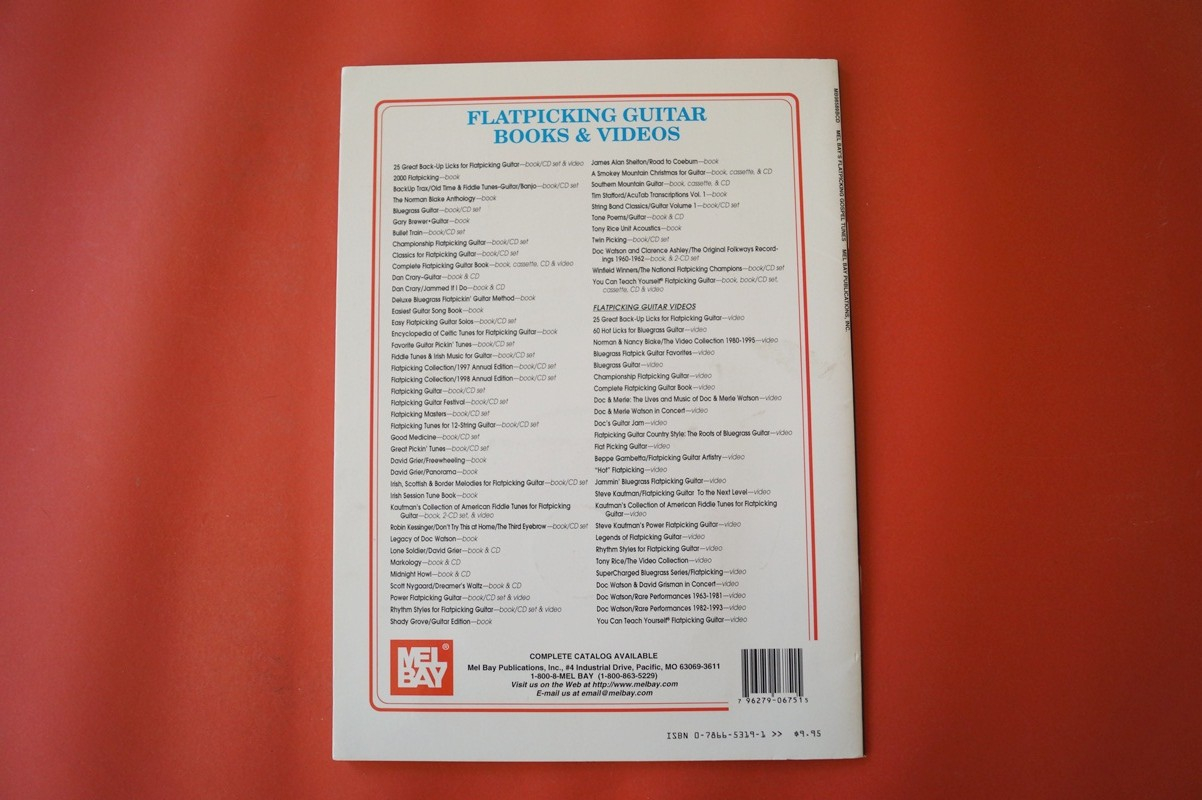 FLATPICKING GUITAR
BOOKS & VIDEOS
25 Great Back-Up Licks for Flatpicking Guitar—book/CD set & video
2000 Flatpicking—book
BackUp Trax/Old Time & Fiddle Tunes-Guitar/Banjo—book/CD set
The Norman Blake Anthology—book
Bluegrass Guitar—book/CD set
Gary Brewer•Guitar—book
Bullet Train—book/CD set
Championship Flatpicking Guitar—book/CD set
Classics for Flatpicking Guitar—book/CD set
Complete Flatpicking Guitar Book—book, cassette, CD & video
Dan Crary-Guitar—book & CD
Dan Crary/Jammed If I Do—book & CD
Deluxe Bluegrass Flatpickin' Guitar Method—book
Easiest Guitar Song Book—book
Easy Flatpicking Guitar Solos—book/CD set
Encyclopedia of Celtic Tunes for Flatpicking Guitar—book
Favorite Guitar Pickin' Tunes—book/CD set
Fiddle Tunes & Irish Music for Guitar—book/CD set
Flatpicking Collection/1997 Annual Edition—book/CD set
Flatpicking Collection/1998 Annual Edition—book/CD set
Flatpicking Guitar—book/CD set
Flatpicking Guitar Festival—book/CD set
Flatpicking Masters—book/CD set
Flatpicking Tunes for 12-String Guitar—book/CD set
Good Medicine—book/CD set
Great Pickin' Tunes—book/CD set
David Grier/Freewheeling—book
David Grier/Panorama—book
Irish, Scottish & Border Melodies for Flatpicking Guitar—book/CD set
Irish Session Tune Book—book
Kaufman's Collection of American Fiddle Tunes for Flatpicking
Guitar—book, 2-CD set, & video
Robin Kessinger/Don't Try This at Home/The Third Eyebrow—book/CD set
Legacy of Doc Watson—book
Lone Soldier/David Grier—book & CD
Markology—book & CD
Midnight Howl—book & CD
Scott Nygaard/Dreamer's Waltz—book & CD
Power Flatpicking Guitar—book/CD set & video
Rhythm Styles for Flatpicking Guitar—book/CD set & video
Shady Grove/Guitar Edition—book
James Alan Shelton/Road to Coeburn—book
A Smokey Mountain Christmas for Guitar—book, cassette, & CD
Southern Mountain Guitar—book, cassette, & CD
Tim Stafford/AcuTab Transcriptions Vol. 1—book
String Band Classics/Guitar Volume 1—book/CD set
Tone Poems/Guitar—book & CD
Tony Rice Unit Acoustics—book
Twin Picking—book/CD set
Doc Watson and Clarence Ashley/The Original Folkways Record-
ings 1960-1962—book, & 2-CD set
Winfield Winners/The National Flatpicking Champions—book/CD set
You Can Teach Yourself® Flatpicking Guitar—book, book/CD set,
cassette, CD & video
FLATPICKING GUITAR VIDEOS
25 Great Back-Up Licks for Flatpicking Guitar—video
60 Hot Licks for Bluegrass Guitar—video
Norman & Nancy Blake/The Video Collection 1980-1995—video
Bluegrass Flatpick Guitar Favorites—video
Bluegrass Guitar—video
Championship Flatpicking Guitar—video
Complete Flatpicking Guitar Book—video
Doc & Merle: The Lives and Music of Doc & Merle Watson—video
Doc & Merle Watson in Concert—video
Doc's Guitar Jam—video
Flatpicking Guitar Country Style: The Roots of Bluegrass Guitar—video
Flat Picking Guitar—video
Beppe Gambetta/Flatpicking Guitar Artistry—video
"Hot" Flatpicking—video
Jammin' Bluegrass Flatpicking Guitar—video
Steve Kaufman/Flatpicking Guitar To the Next Level—video
Kaufman's Collection of American Fiddle Tunes for Flatpicking
Guitar—video
Steve Kaufman's Power Flatpicking Guitar—video
Legends of Flatpicking Guitar—video
Rhythm Styles for Flatpicking Guitar—video
Tony Rice/The Video Collection—video
SuperCharged Bluegrass Series/Flatpicking—video
Doc Watson & David Grisman in Concert—video
Doc Watson/Rare Performances 1963-1981—video
Doc Watson/Rare Performances 1982-1993—video
You Can Teach Yourself® Flatpicking Guitar—video
MEL
BAY®
COMPLETE CATALOG AVAILABLE
Mel Bay Publications, Inc., #4 Industrial Drive, Pacific, MO 63069-3611
1-800-8-MEL BAY (1-800-863-5229)
Visit us on the Web at http://www.melbay.com
E-mail us at email@melbay.com
7 96279-06751 5
ISBN 0-7866-5319-1 >> $9.95
MEL BAY'S FLATPICKING GOSPEL TUNES MEL BAY PUBLICATIONS, INC.